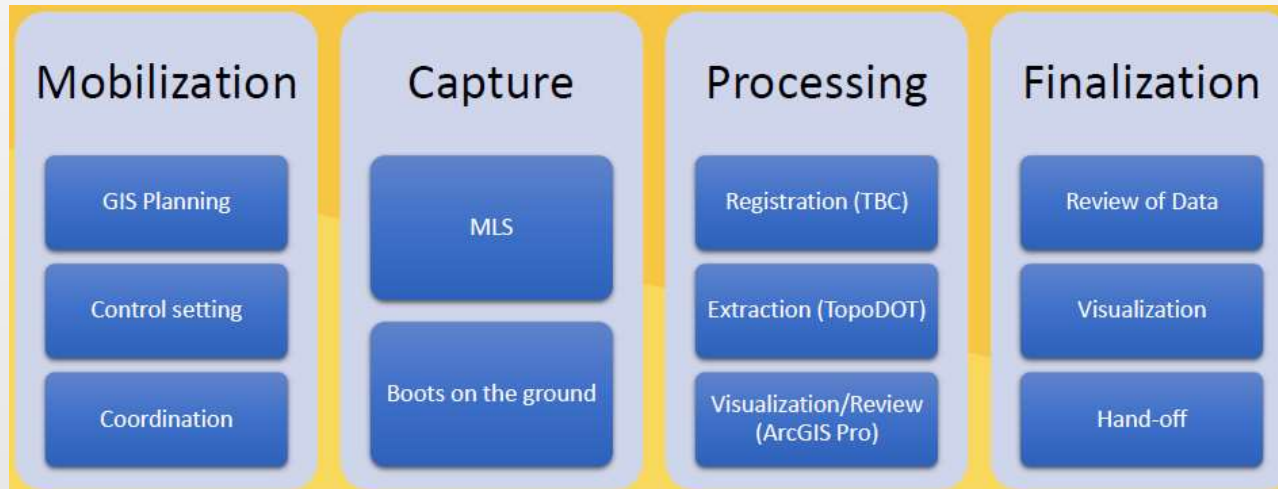 Mobilization
GIS Planning
Control setting
Coordination
Capture
MLS
Boots on the ground
Processing
Registration (TBC)
Extraction (TopoDOT)
Visualization/Review
(ArcGIS Pro)
Finalization
Review of Data
Visualization
Hand-off